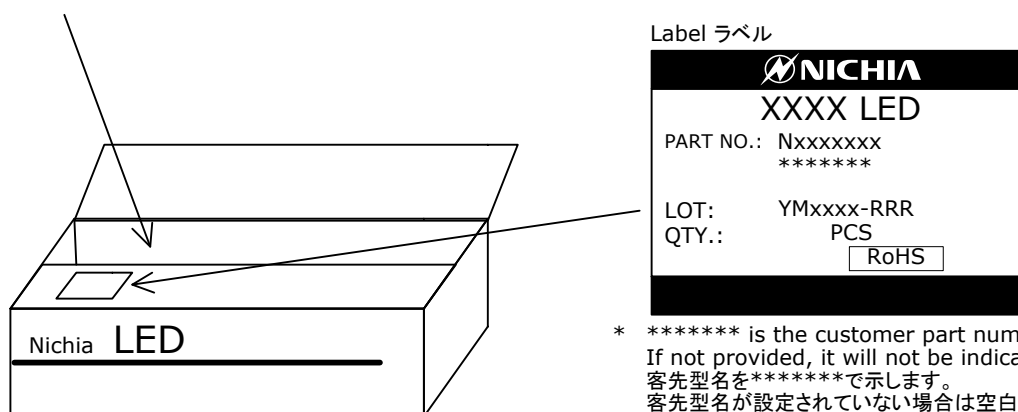 Label ラベル
NICHIA
XXXX LED
PART NO.: Nxxxxxxx
*******
LOT: YMxxxx-RRR
QTY.: PCS
RoHS
Nichia LED
* ******* is the customer part
If not provided, it will not be
客先型名を*******で示します。
客先型名が設定されていない場合は空白